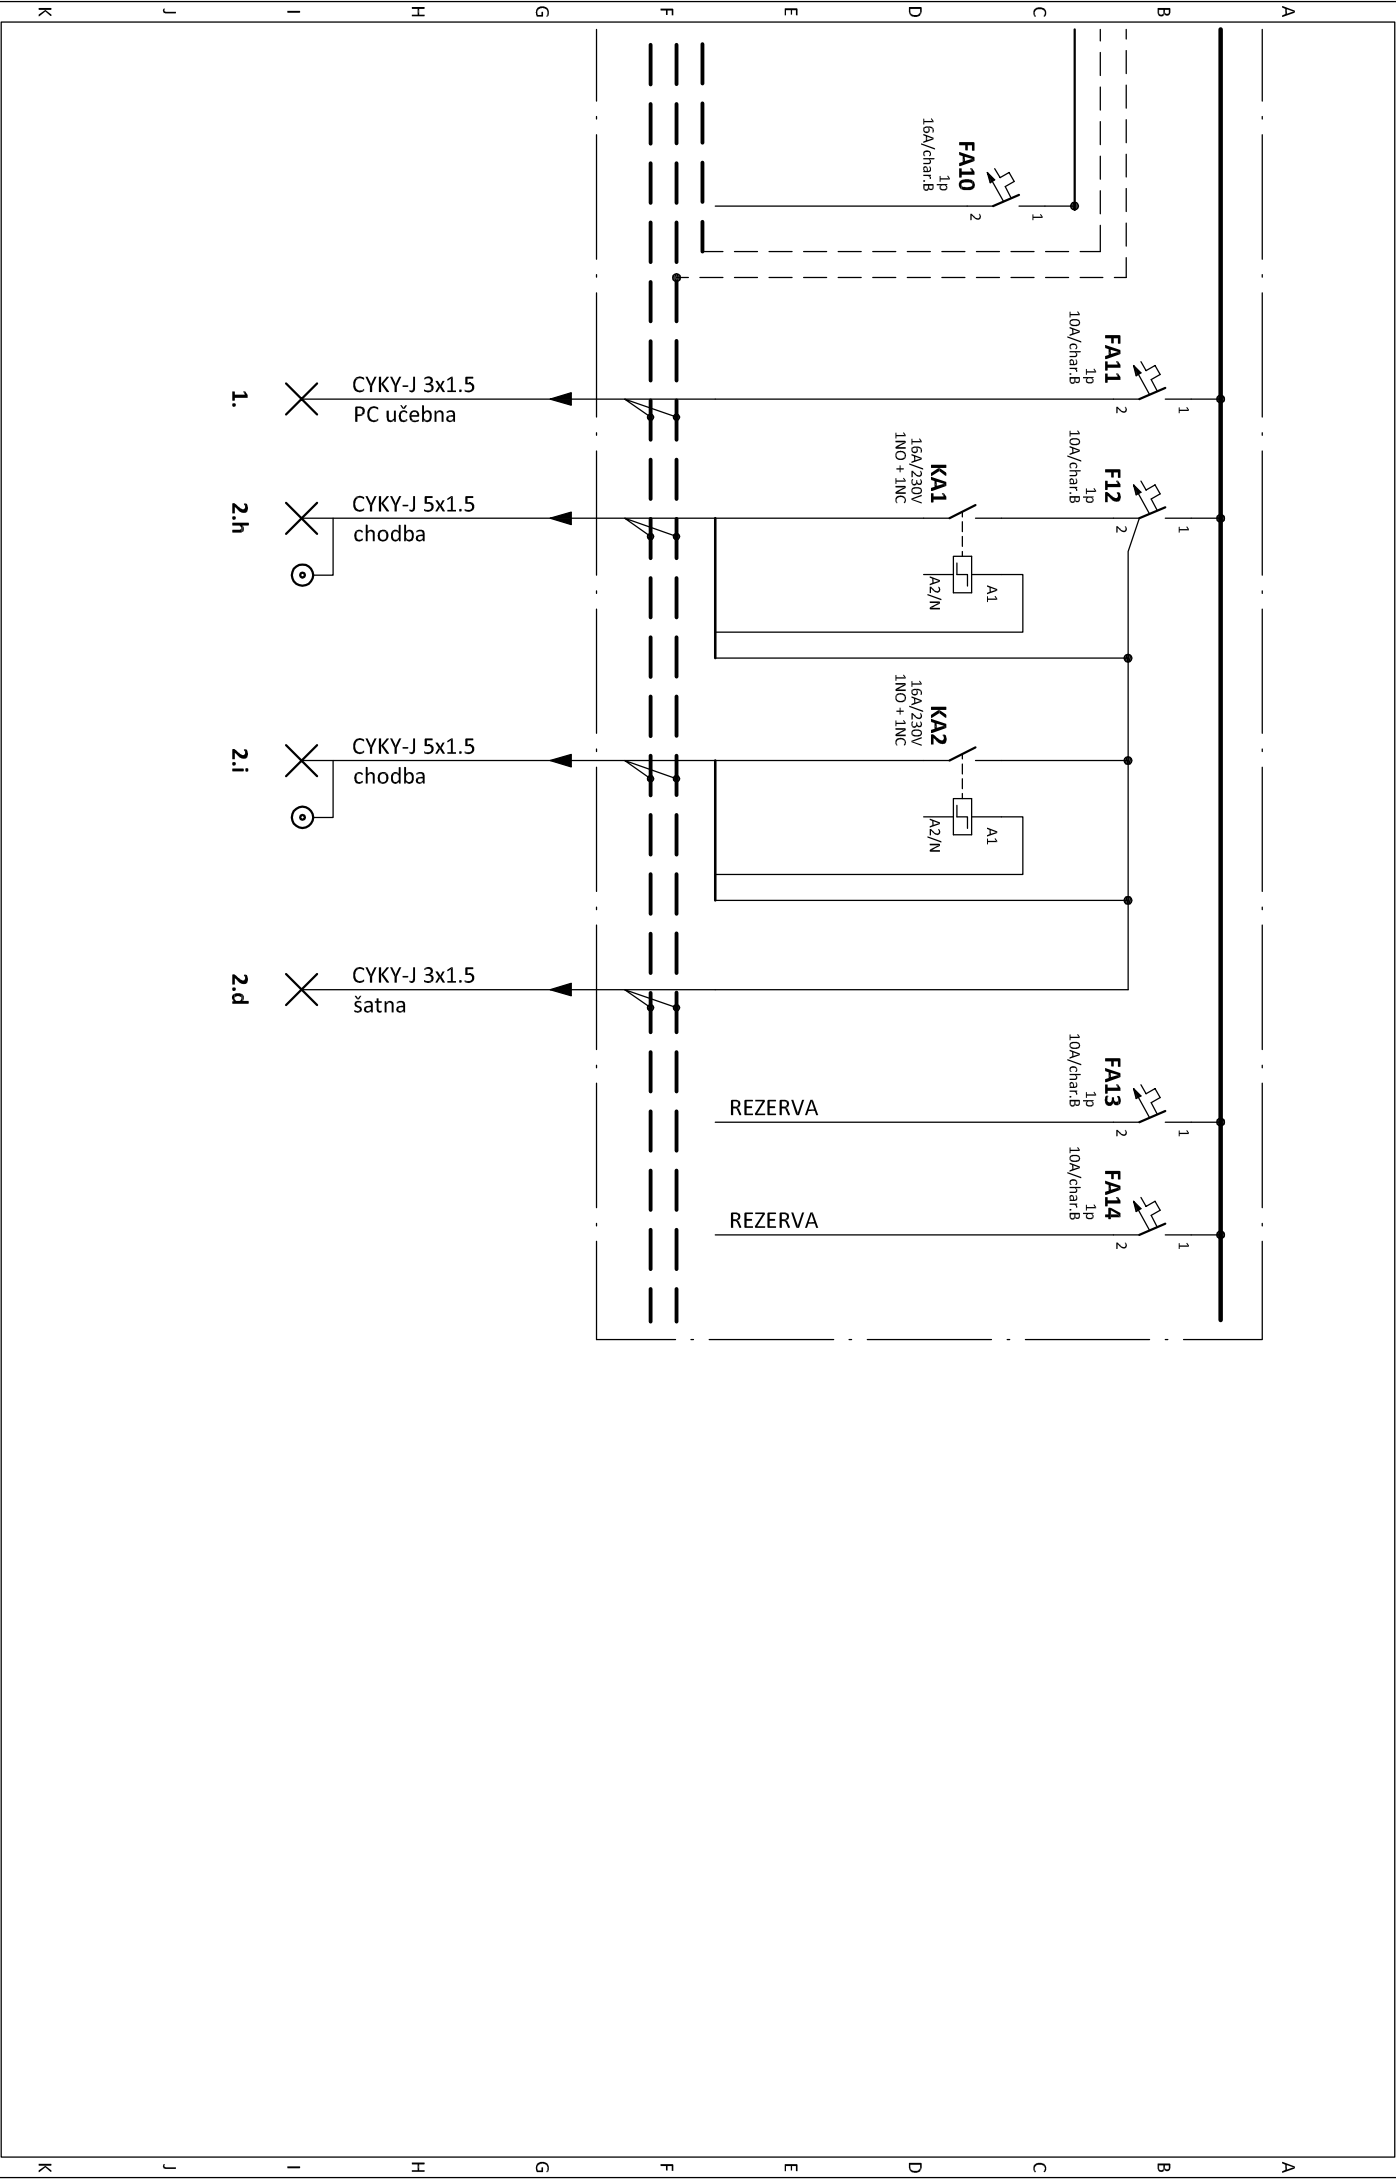 A
B
C
D
E
F
G
H
I
J
K
FA10
1p
16A/char.B
1
2
FA11
1p
10A/char.B
1
2
CYKY-J 3x1.5
PC učebna
1.
F12
1p
10A/char.B
1
2
KA1
16A/230V
1NO + 1NC
A1
A2/N
CYKY-J 5x1.5
chodba
2.h
KA2
16A/230V
1NO + 1NC
A1
A2/N
CYKY-J 5x1.5
chodba
2.i
CYKY-J 3x1.5
šatna
2.d
FA13
1p
10A/char.B
1
2
REZERVA
FA14
1p
10A/char.B
1
2
REZERVA
A
B
C
D
E
F
G
H
I
J
K